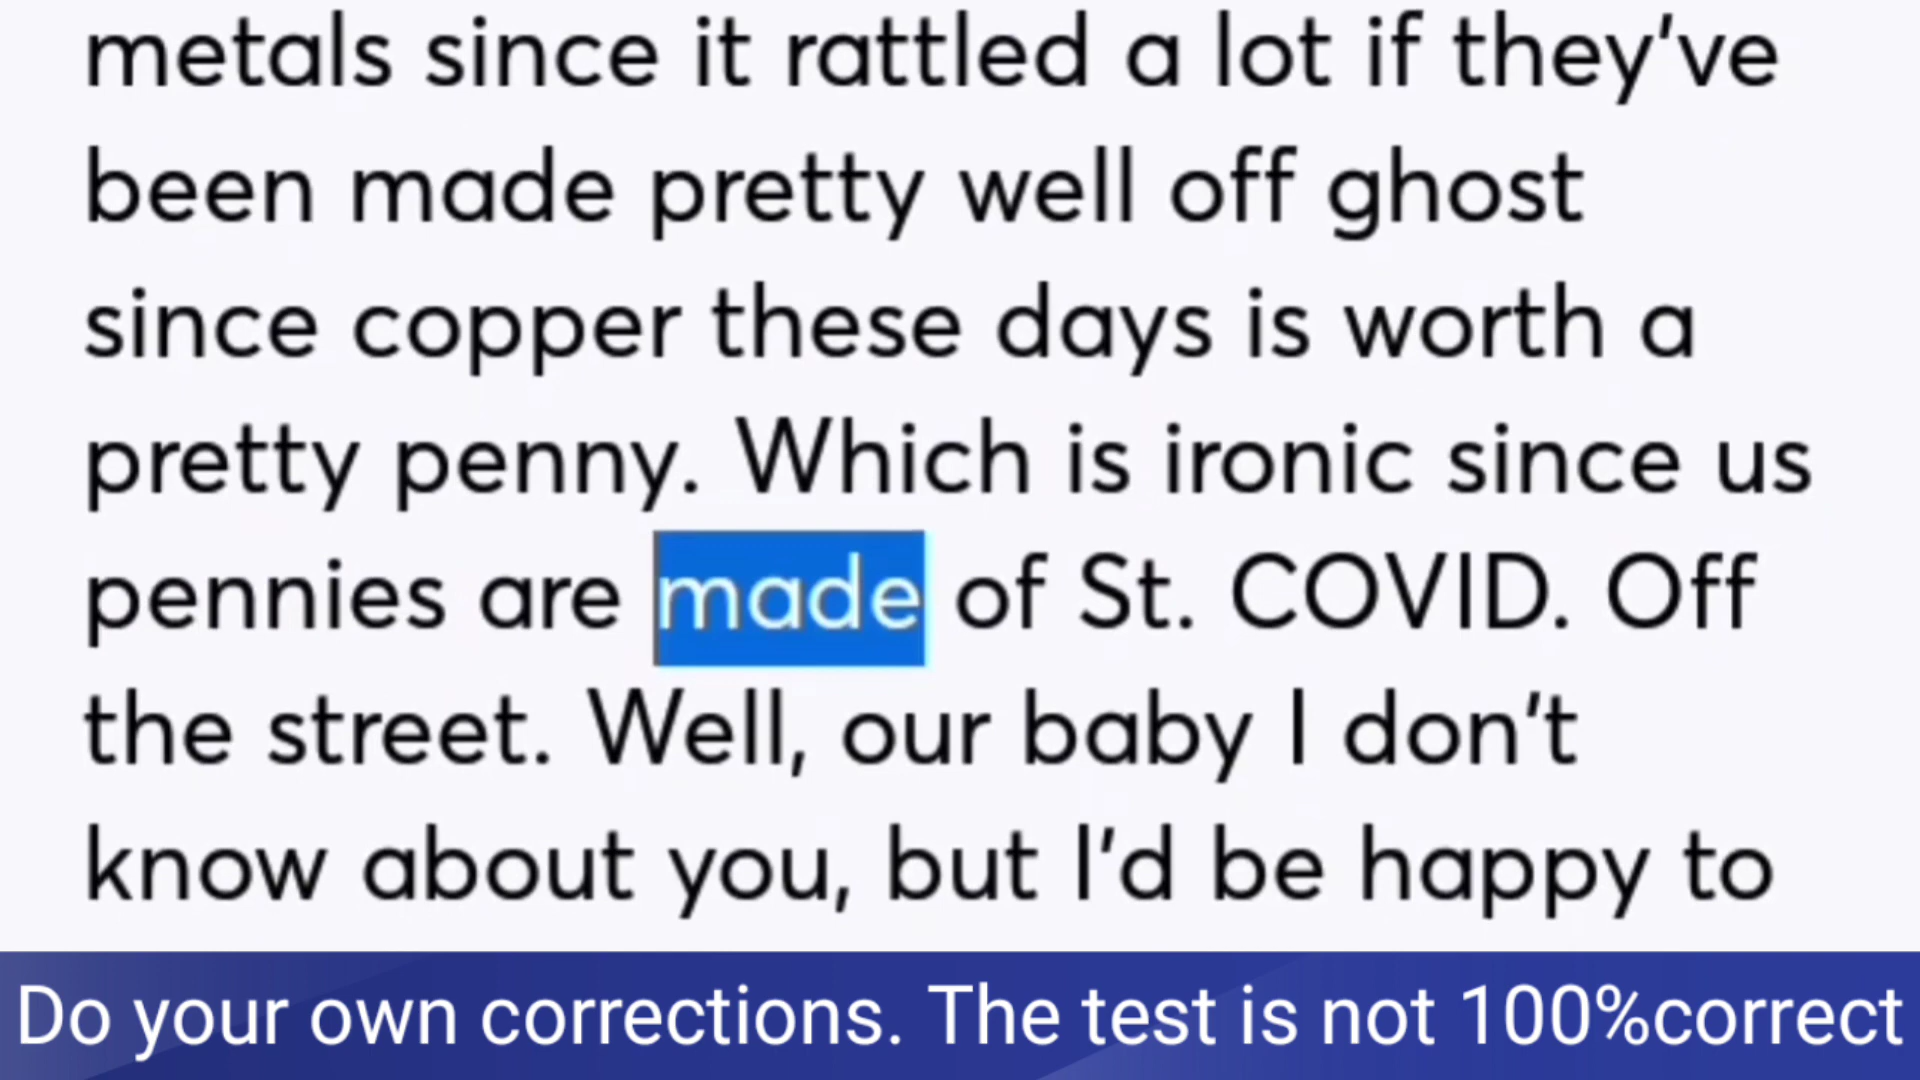 metals since it rattled a lot if they've
been made pretty well off ghost
since copper these days is worth a
pretty penny. Which is ironic since us
pennies are made of St. COVID. Off
the street. Well, our baby I don't
know about you, but I'd be happy to
Do your own corrections. The test is not 100%correct